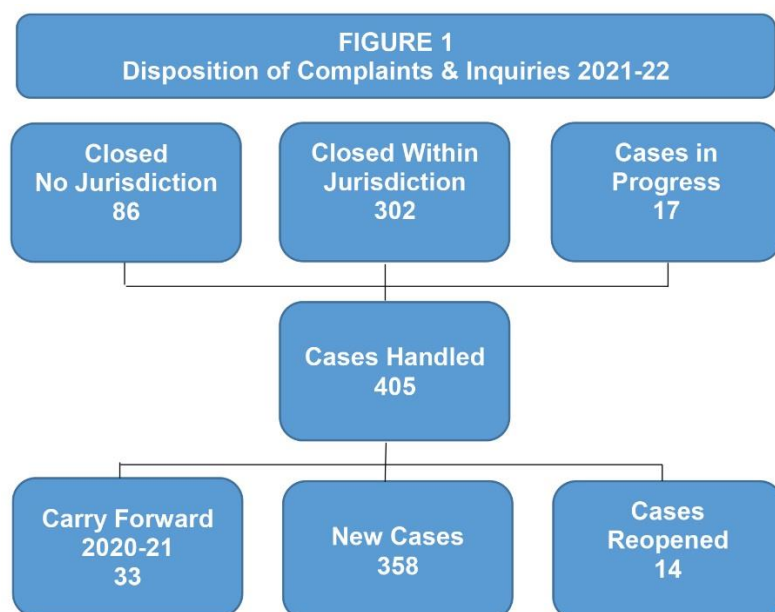 FIGURE 1
Disposition of Complaints & Inquiries 2021-22
Closed
No Jurisdiction
86
Closed Within
Jurisdiction
302
Cases in
Progress
17
Cases Handled
405
Carry Forward
2020-21
33
New Cases
358
Cases
Reopened
14